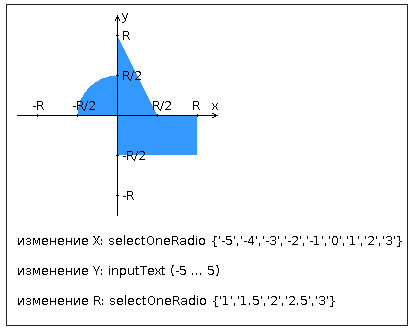 y
R
R/2
-R
-R/2
R/2
R
x
-R/2
-R
изменение X: selectOneRadio {'-5','-4','-3','-2','-1','0','1','2','3'}
изменение Y: inputText (-5 ... 5)
изменение R: selectOneRadio {'1','1.5','2','2.5','3'}